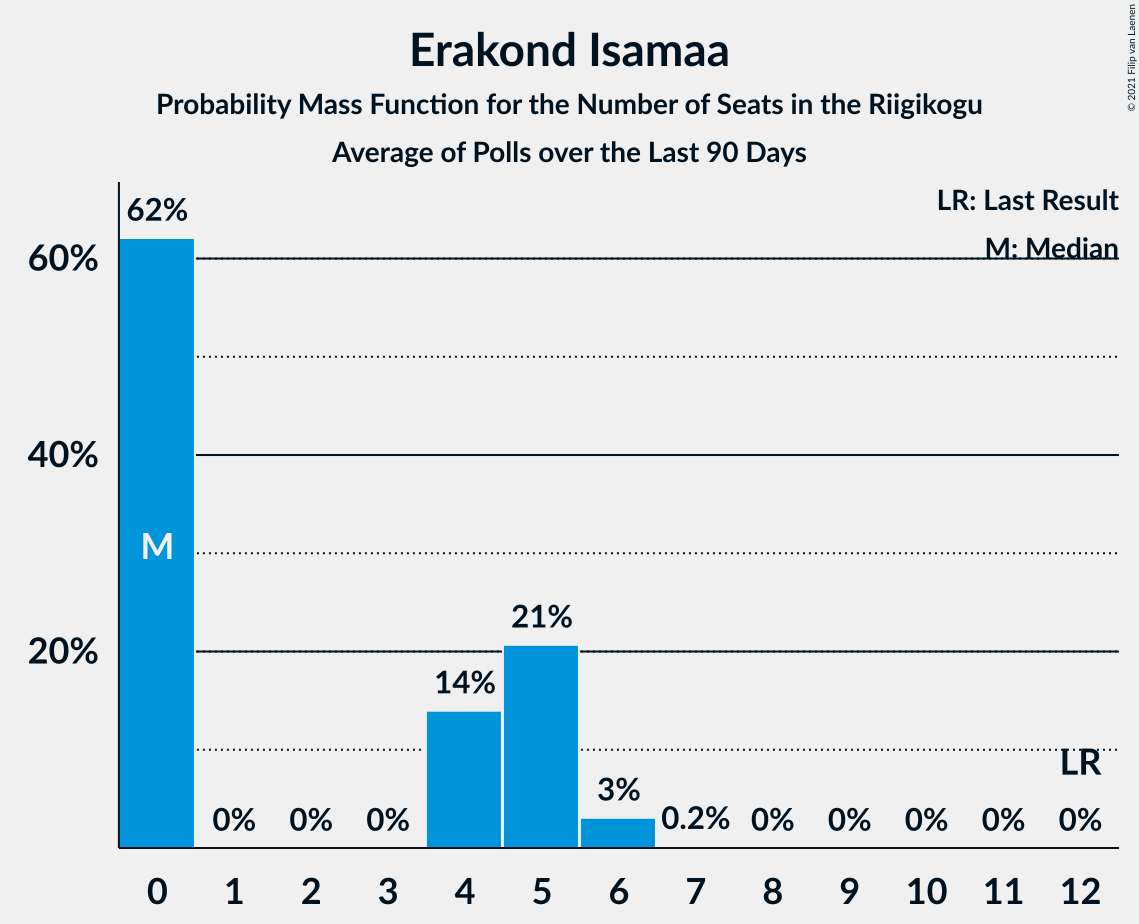 Erakond Isamaa
Probability Mass Function for the Number of Seats in the Riigikogu
Average of Polls over the Last 90 Days
© 2021 Filip van Laenen
LR: Last Result
M: Median
62%
60%
40%
M
21%
20%
14%
LR
3%
0% 0% 0% 0.2% 0% 0% 0% 0% 0%
0 1 2 3 4 5 6 7 8 9 10 11 12